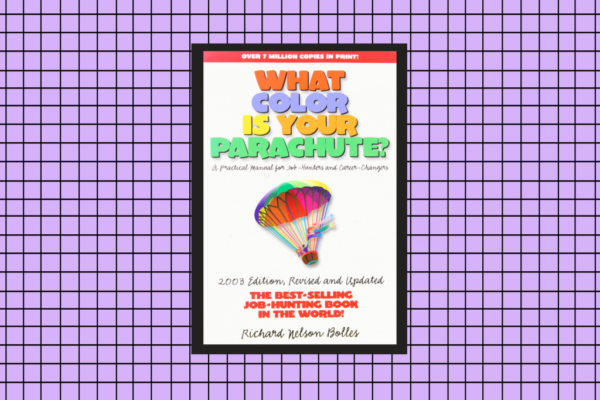 OVER 7 MILLION COPIES IN PRINT!
WHAT
COLOR
IS YOUR
PARACHUTE?
A Practical Manual for Job-Hunters and Career-Changers
2003 Edition, Revised and Updated
THE BEST-SELLING
JOB-HUNTING BOOK
IN THE WORLD!
Richard Nelson Bolles